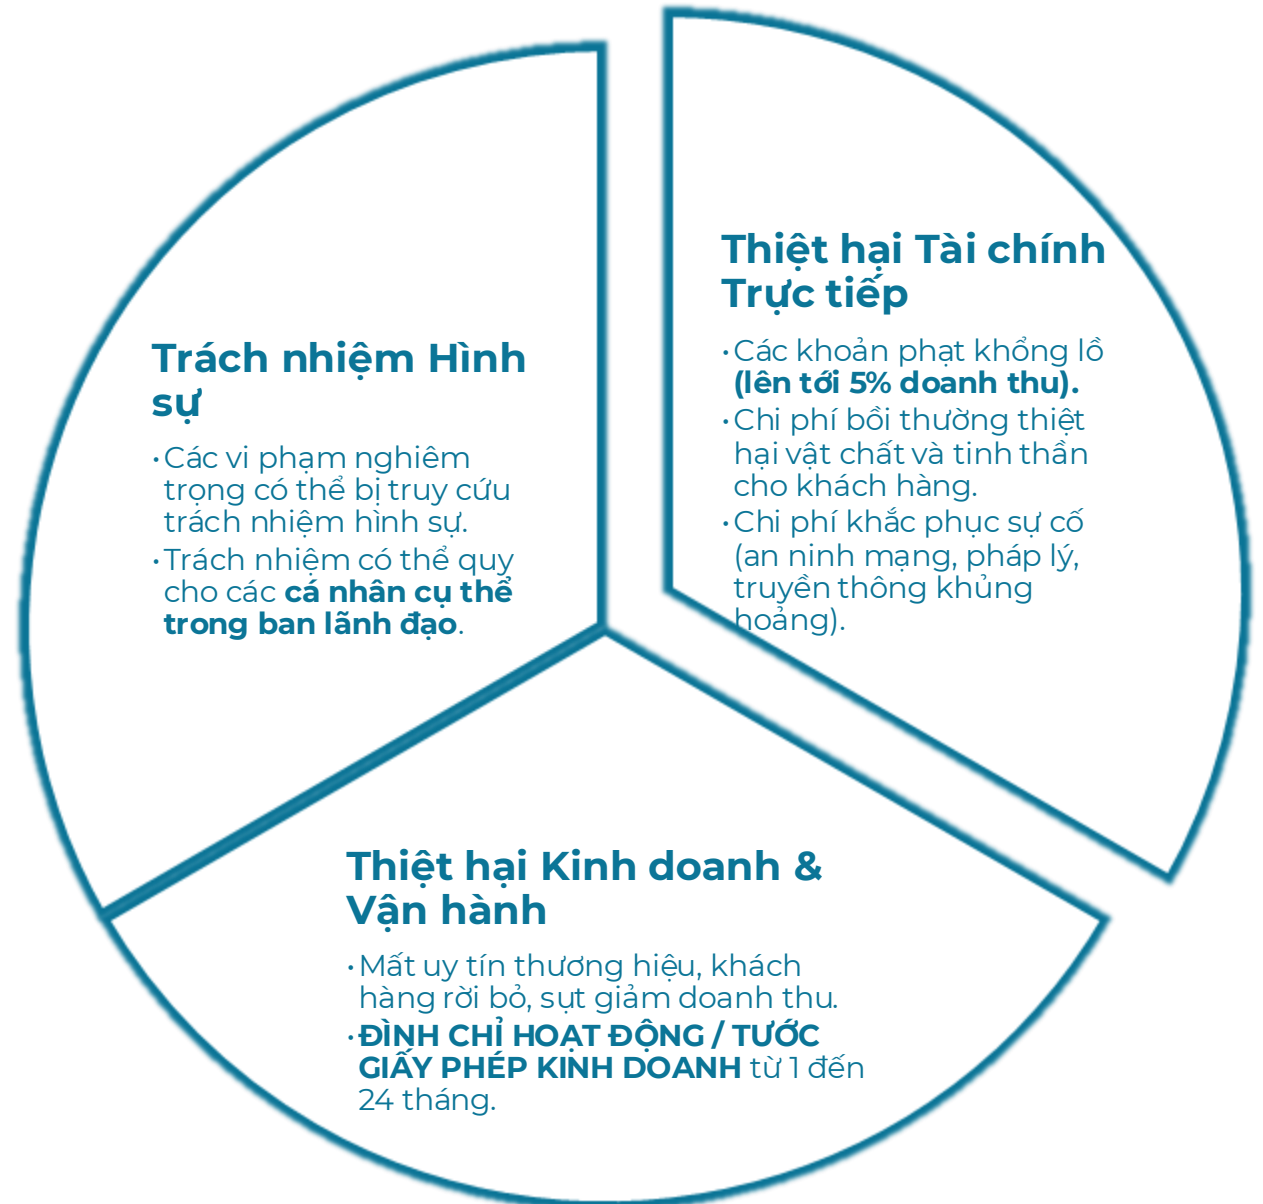 Thiệt hại Tài chính
Trực tiếp
•Các khoản phạt khổng lồ
(lên tới 5% doanh thu).
•Chi phí bồi thường thiệt
hại vật chất và tinh thần
cho khách hàng.
•Chi phí khắc phục sự cố
(an ninh mạng, pháp lý,
truyền thông khủng
hoảng).
Trách nhiệm Hình
sự
•Các vi phạm nghiêm
trọng có thể bị truy cứu
trách nhiệm hình sự.
•Trách nhiệm có thể quy
cho các cá nhân cụ thể
trong ban lãnh đạo.
Thiệt hại Kinh doanh &
Vận hành
•Mất uy tín thương hiệu, khách
hàng rời bỏ, sụt giảm doanh thu.
•ĐÌNH CHỈ HOẠT ĐỘNG / TƯỚC
GIẤY PHÉP KINH DOANH từ 1 đến
24 tháng.